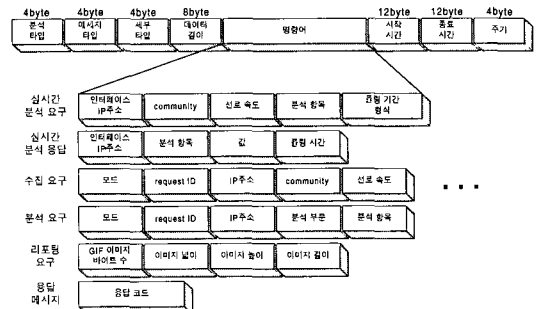 4byte 4byte 4byte 8byte 12byte 12byte 4byte
분석 타입 메시지 타입 세부 타입 데이터 길이 명령어 시작 시간 종료 시간 주기
실시간 분석 요구 인터페이스 IP주소 community 선로 속도 분석 항목 폴링 기간 형식
실시간 분석 응답 인터페이스 IP주소 분석 항목 값 폴링 시간
수집 요구 모드 request ID IP주소 community 선로 속도 ...
분석 요구 모드 request ID IP주소 분석 부분 분석 항목
리포팅 요구 GIF 이미지 바이트 수 이미지 넓이 이미지 높이 이미지 길이
응답 메시지 응답 코드